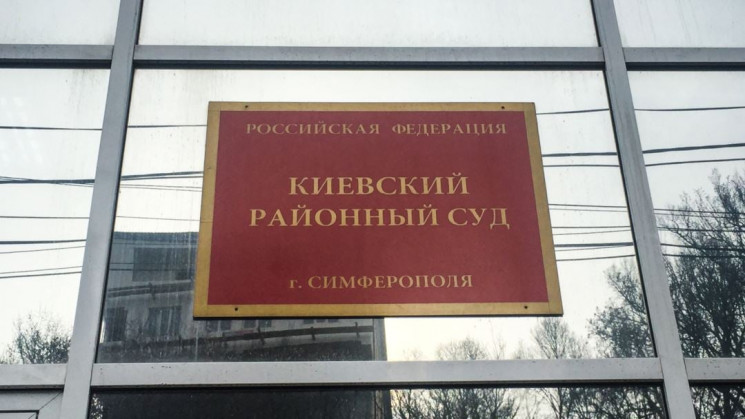 РОССИЙСКАЯ ФЕДЕРАЦИЯ
КИЕВСКИЙ
РАЙОННЫЙ СУД
г. СИМФЕРОПОЛЯ